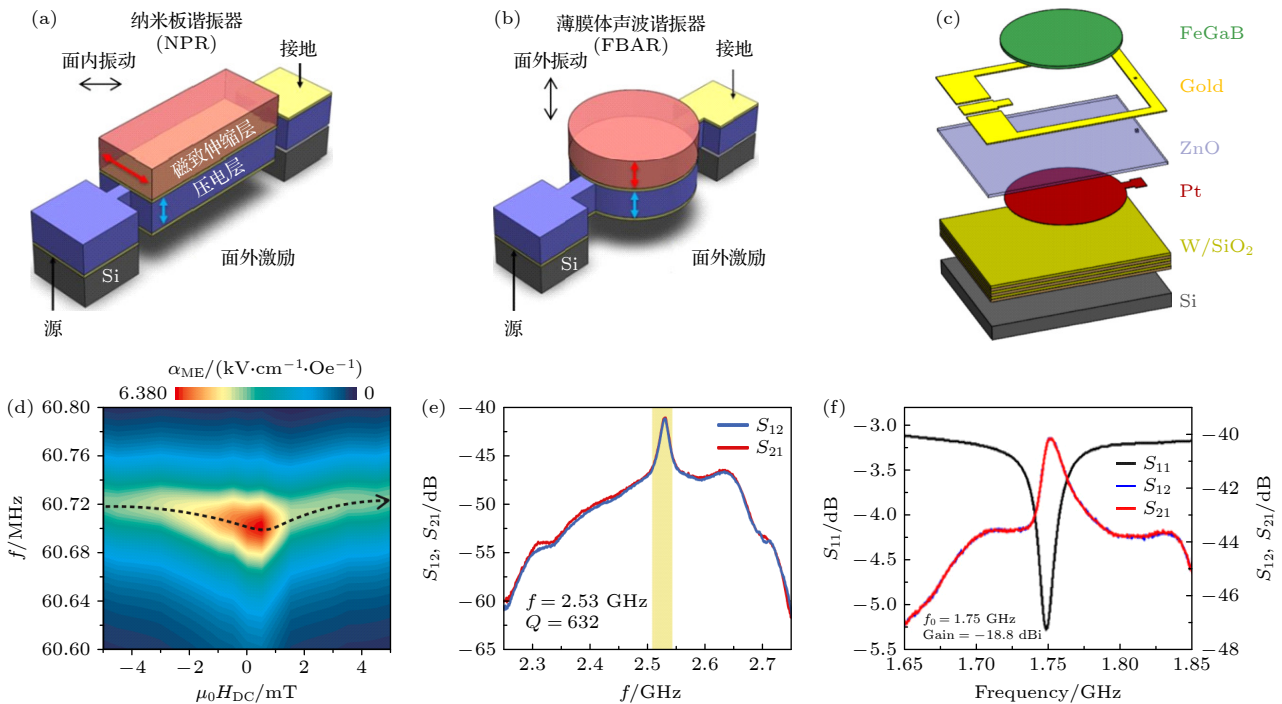 (a)
纳米板谐振器
(NPR)
面内振动
接地
磁致伸缩层
压电层
Si
面外激励
源
(b)
薄膜体声波谐振器
(FBAR)
面外振动
接地
Si
面外激励
源
(c)
FeGaB
Gold
ZnO
Pt
W/SiO₂
Si
(d)
α_ME/(kV·cm⁻¹·Oe⁻¹)
6.380
0
60.80
60.76
60.72
60.68
60.64
60.60
f/MHz
−4
−2
0
2
4
μ₀H_DC/mT
(e)
−40
−45
−50
−55
−60
−65
S₁₂, S₂₁/dB
S₁₂
S₂₁
f = 2.53 GHz
Q = 632
2.3
2.4
2.5
2.6
2.7
f/GHz
(f)
−3.0
−3.5
−4.0
−4.5
−5.0
−5.5
S₁₁/dB
S₁₁
S₁₂
S₂₁
f₀ = 1.75 GHz
Gain = −18.8 dBi
−40
−42
−44
−46
−48
S₁₂, S₂₁/dB
1.65
1.70
1.75
1.80
1.85
Frequency/GHz